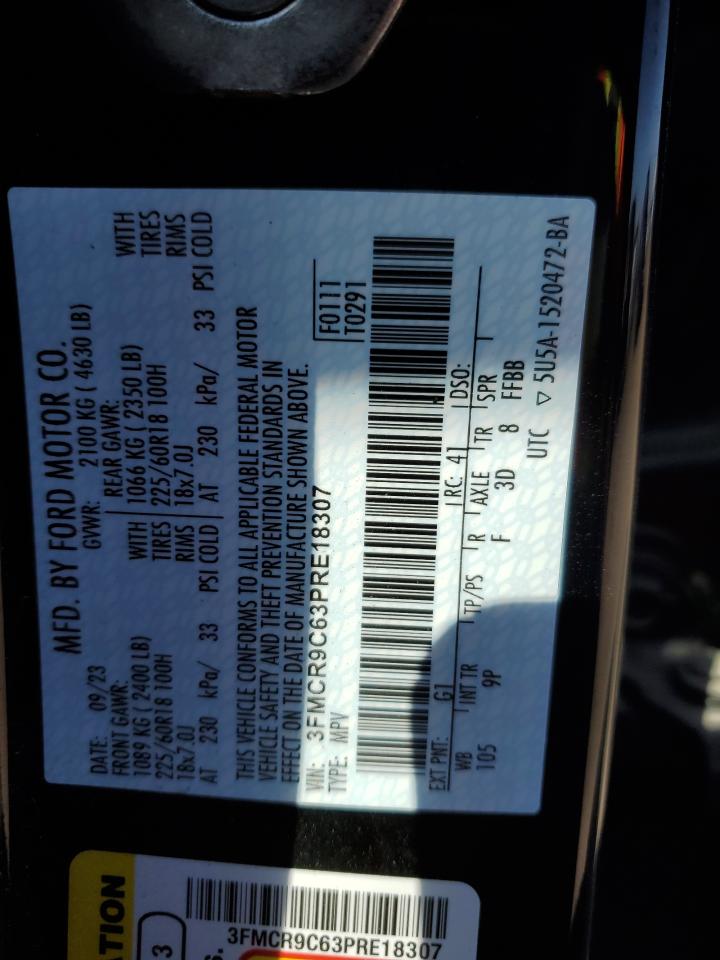 MFD. BY FORD MOTOR CO.
DATE: 09/23 GVWR: 2100 KG ( 4630 LB)
FRONT GAWR: REAR GAWR:
1089 KG ( 2400 LB) WITH 1066 KG ( 2350 LB) WITH
225/60R18 100H TIRES 225/60R18 100H TIRES
18x7.0J RIMS 18x7.0J RIMS
AT 230 kPa/ 33 PSI COLD AT 230 kPa/ 33 PSI COLD
THIS VEHICLE CONFORMS TO ALL APPLICABLE FEDERAL MOTOR
VEHICLE SAFETY AND THEFT PREVENTION STANDARDS IN
EFFECT ON THE DATE OF MANUFACTURE SHOWN ABOVE.
VIN: 3FMCR9C63PRE18307 F0111
TYPE: MPV T0291
EXT PNT: G1 RC: 41 DSO:
WB INT TR TP/PS R AXLE TR SPR
105 9P F 3D 8 FFBB
UTC ▽ 5U5A-1520472-BA
ATION
3
3FMCR9C63PRE18307